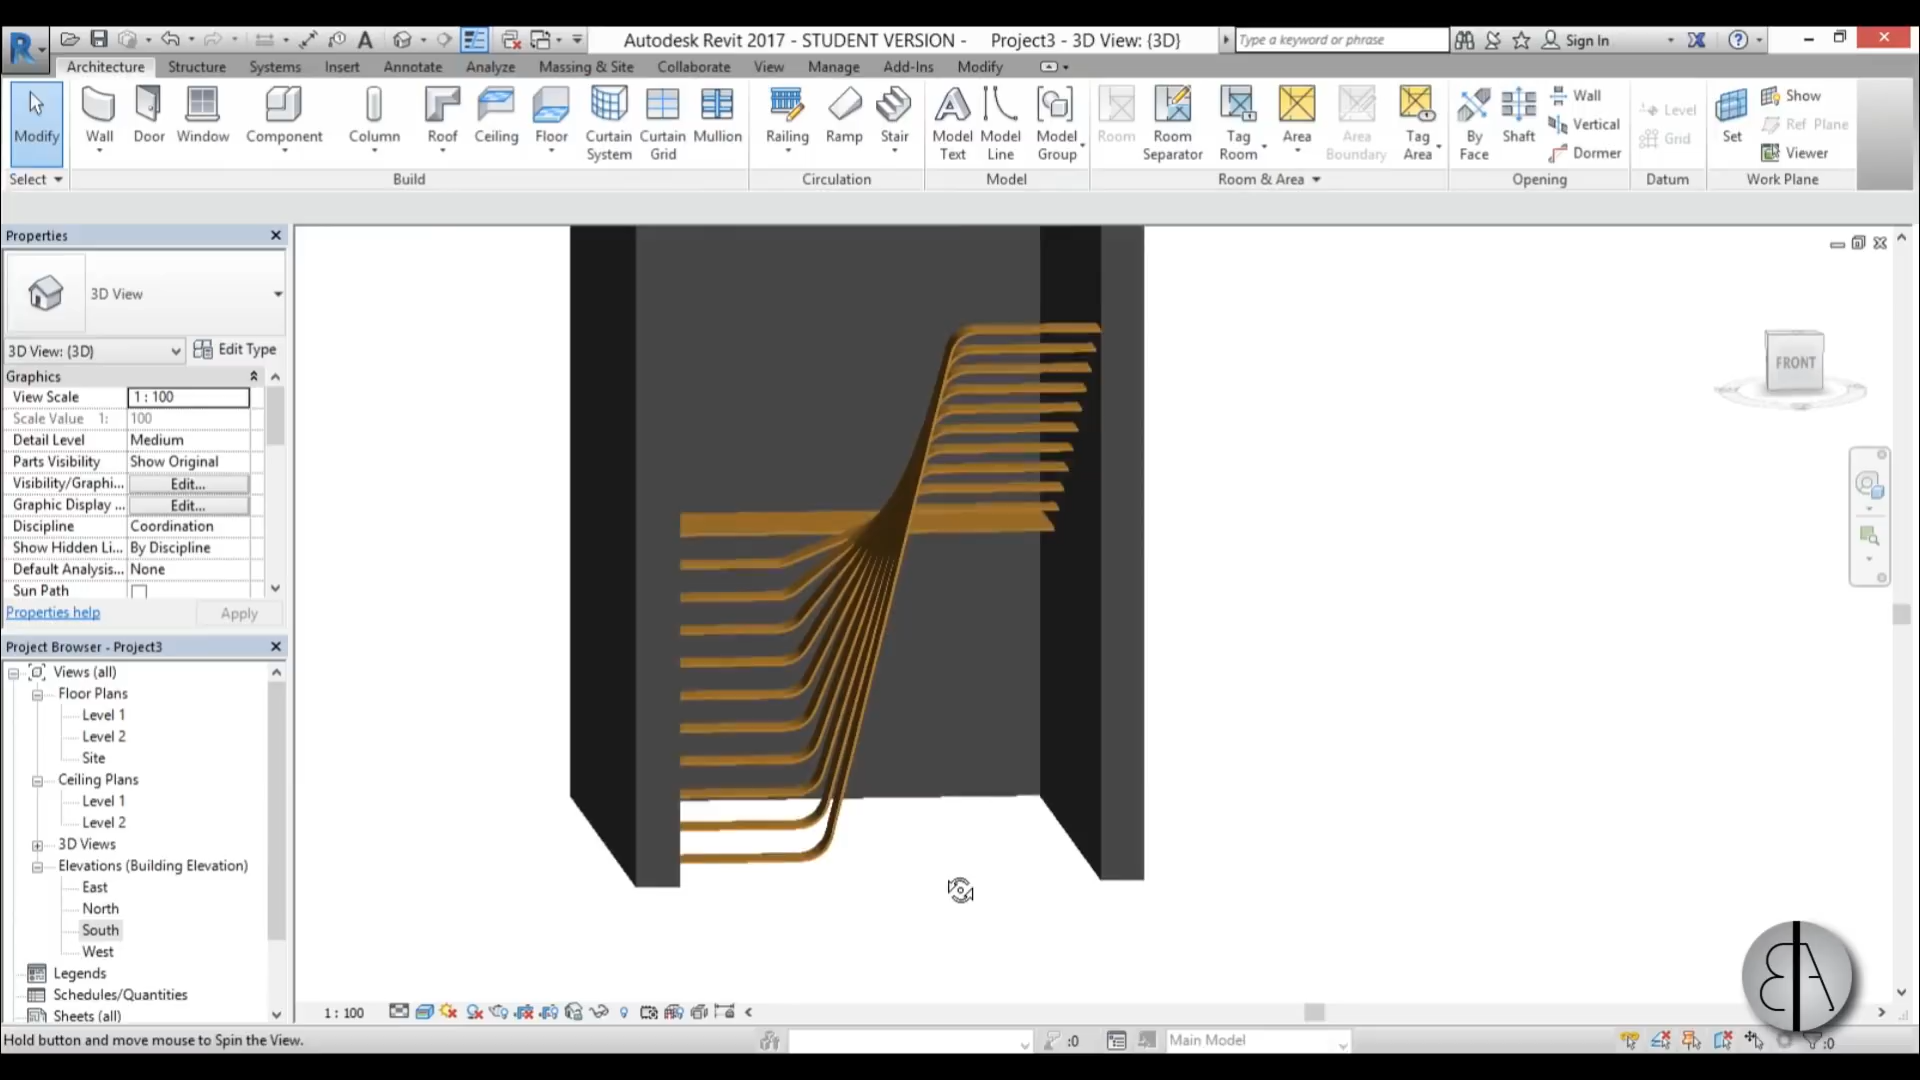 Autodesk Revit 2017 - STUDENT VERSION - Project3 - 3D View: {3D}
Type a keyword or phrase
Sign In
Architecture Structure Systems Insert Annotate Analyze Massing & Site Collaborate View Manage Add-Ins Modify
Modify
Wall
Door
Window
Component
Column
Roof
Ceiling
Floor
Curtain System
Curtain Grid
Mullion
Railing
Ramp
Stair
Model Text
Model Line
Model Group
Room
Room Separator
Tag Room
Area
Area Boundary
Tag Area
By Face
Shaft
Wall
Vertical
Dormer
Level
Grid
Set
Show
Ref Plane
Viewer
Select
Build
Circulation
Model
Room & Area
Opening
Datum
Work Plane
Properties
3D View
3D View: {3D}
Edit Type
Graphics
View Scale 1 : 100
Scale Value 1: 100
Detail Level Medium
Parts Visibility Show Original
Visibility/Graphi... Edit...
Graphic Display ... Edit...
Discipline Coordination
Show Hidden Li... By Discipline
Default Analysis... None
Sun Path
Properties help
Apply
Project Browser - Project3
Views (all)
Floor Plans
Level 1
Level 2
Site
Ceiling Plans
Level 1
Level 2
3D Views
Elevations (Building Elevation)
East
North
South
West
Legends
Schedules/Quantities
Sheets (all)
FRONT
1 : 100
Hold button and move mouse to Spin the View.
:0
Main Model
:0